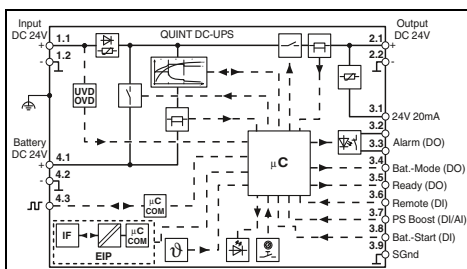 Input
DC 24V
QUINT DC-UPS
Output
DC 24V
1.1
+
1.2
-
2.1
+
2.2
-
UVD
OVD
3.1
24V 20mA
3.2
Alarm (DO)
3.3
Battery
DC 24V
4.1
+
µC
3.4
Bat.-Mode (DO)
4.2
-
3.5
Ready (DO)
4.3
µC
COM
3.6
Remote (DI)
3.7
PS Boost (DI/AI)
IF
µC
COM
EIP
ϑ
3.8
Bat.-Start (DI)
3.9
SGnd